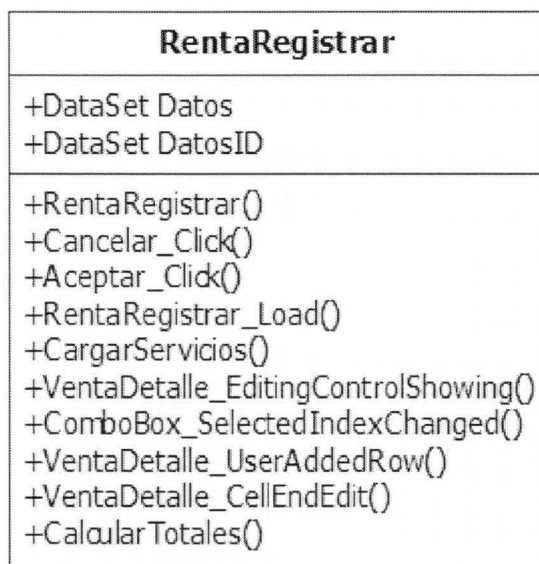 RentaRegistrar
+DataSet Datos
+DataSet DatosID
+RentaRegistrar()
+Cancelar_Click()
+Aceptar_Click()
+RentaRegistrar_Load()
+CargarServicios()
+VentaDetalle_EditingControlShowing()
+ComboBox_SelectedIndexChanged()
+VentaDetalle_UserAddedRow()
+VentaDetalle_CellEndEdit()
+CalcularTotales()